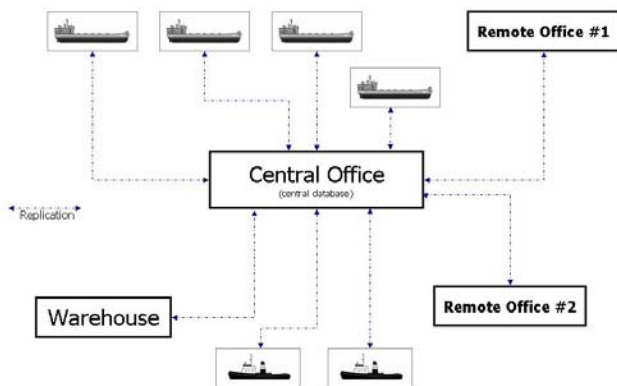 Remote Office #1
Central Office
(central database)
Replication
Warehouse
Remote Office #2